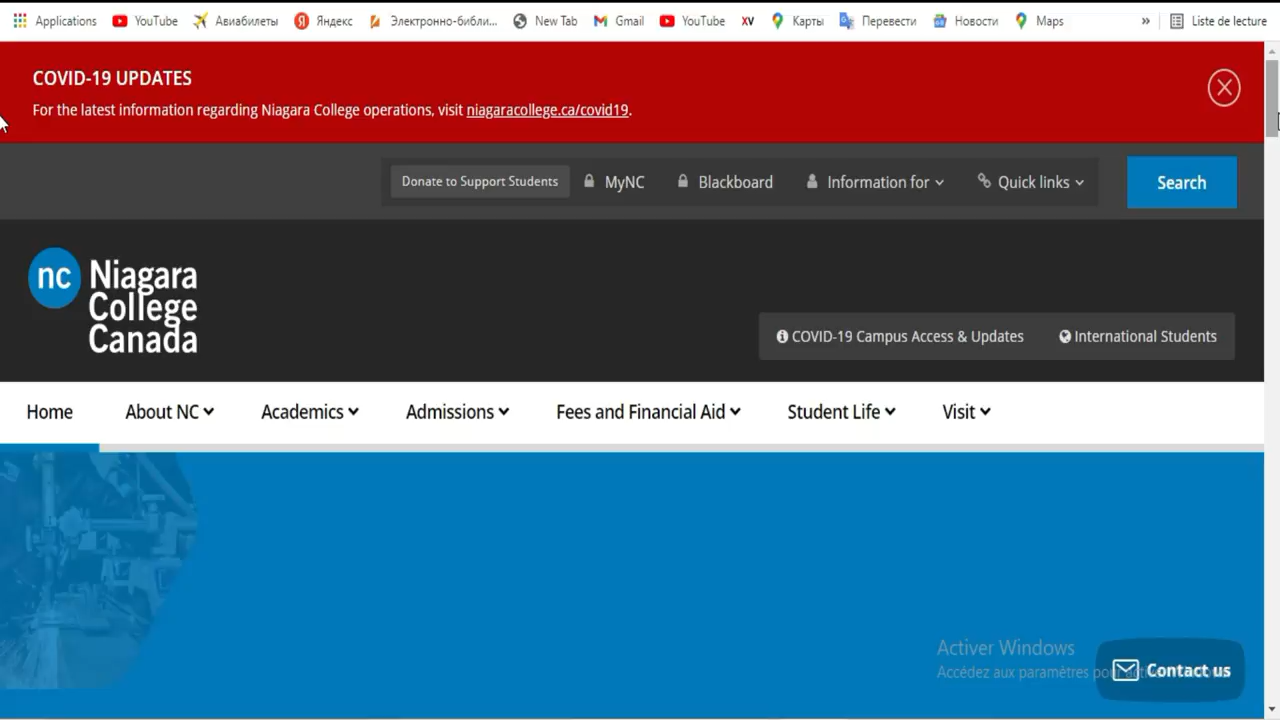 Applications YouTube Авиабилеты Яндекс Электронно-библи... New Tab Gmail YouTube XV Карты Перевести Новости Maps » Liste de lecture
COVID-19 UPDATES
For the latest information regarding Niagara College operations, visit niagaracollege.ca/covid19.
Donate to Support Students MyNC Blackboard Information for Quick links Search
nc Niagara
College
Canada
COVID-19 Campus Access & Updates International Students
Home About NC Academics Admissions Fees and Financial Aid Student Life Visit
Activer Windows
Accédez aux paramètres pour
Contact us